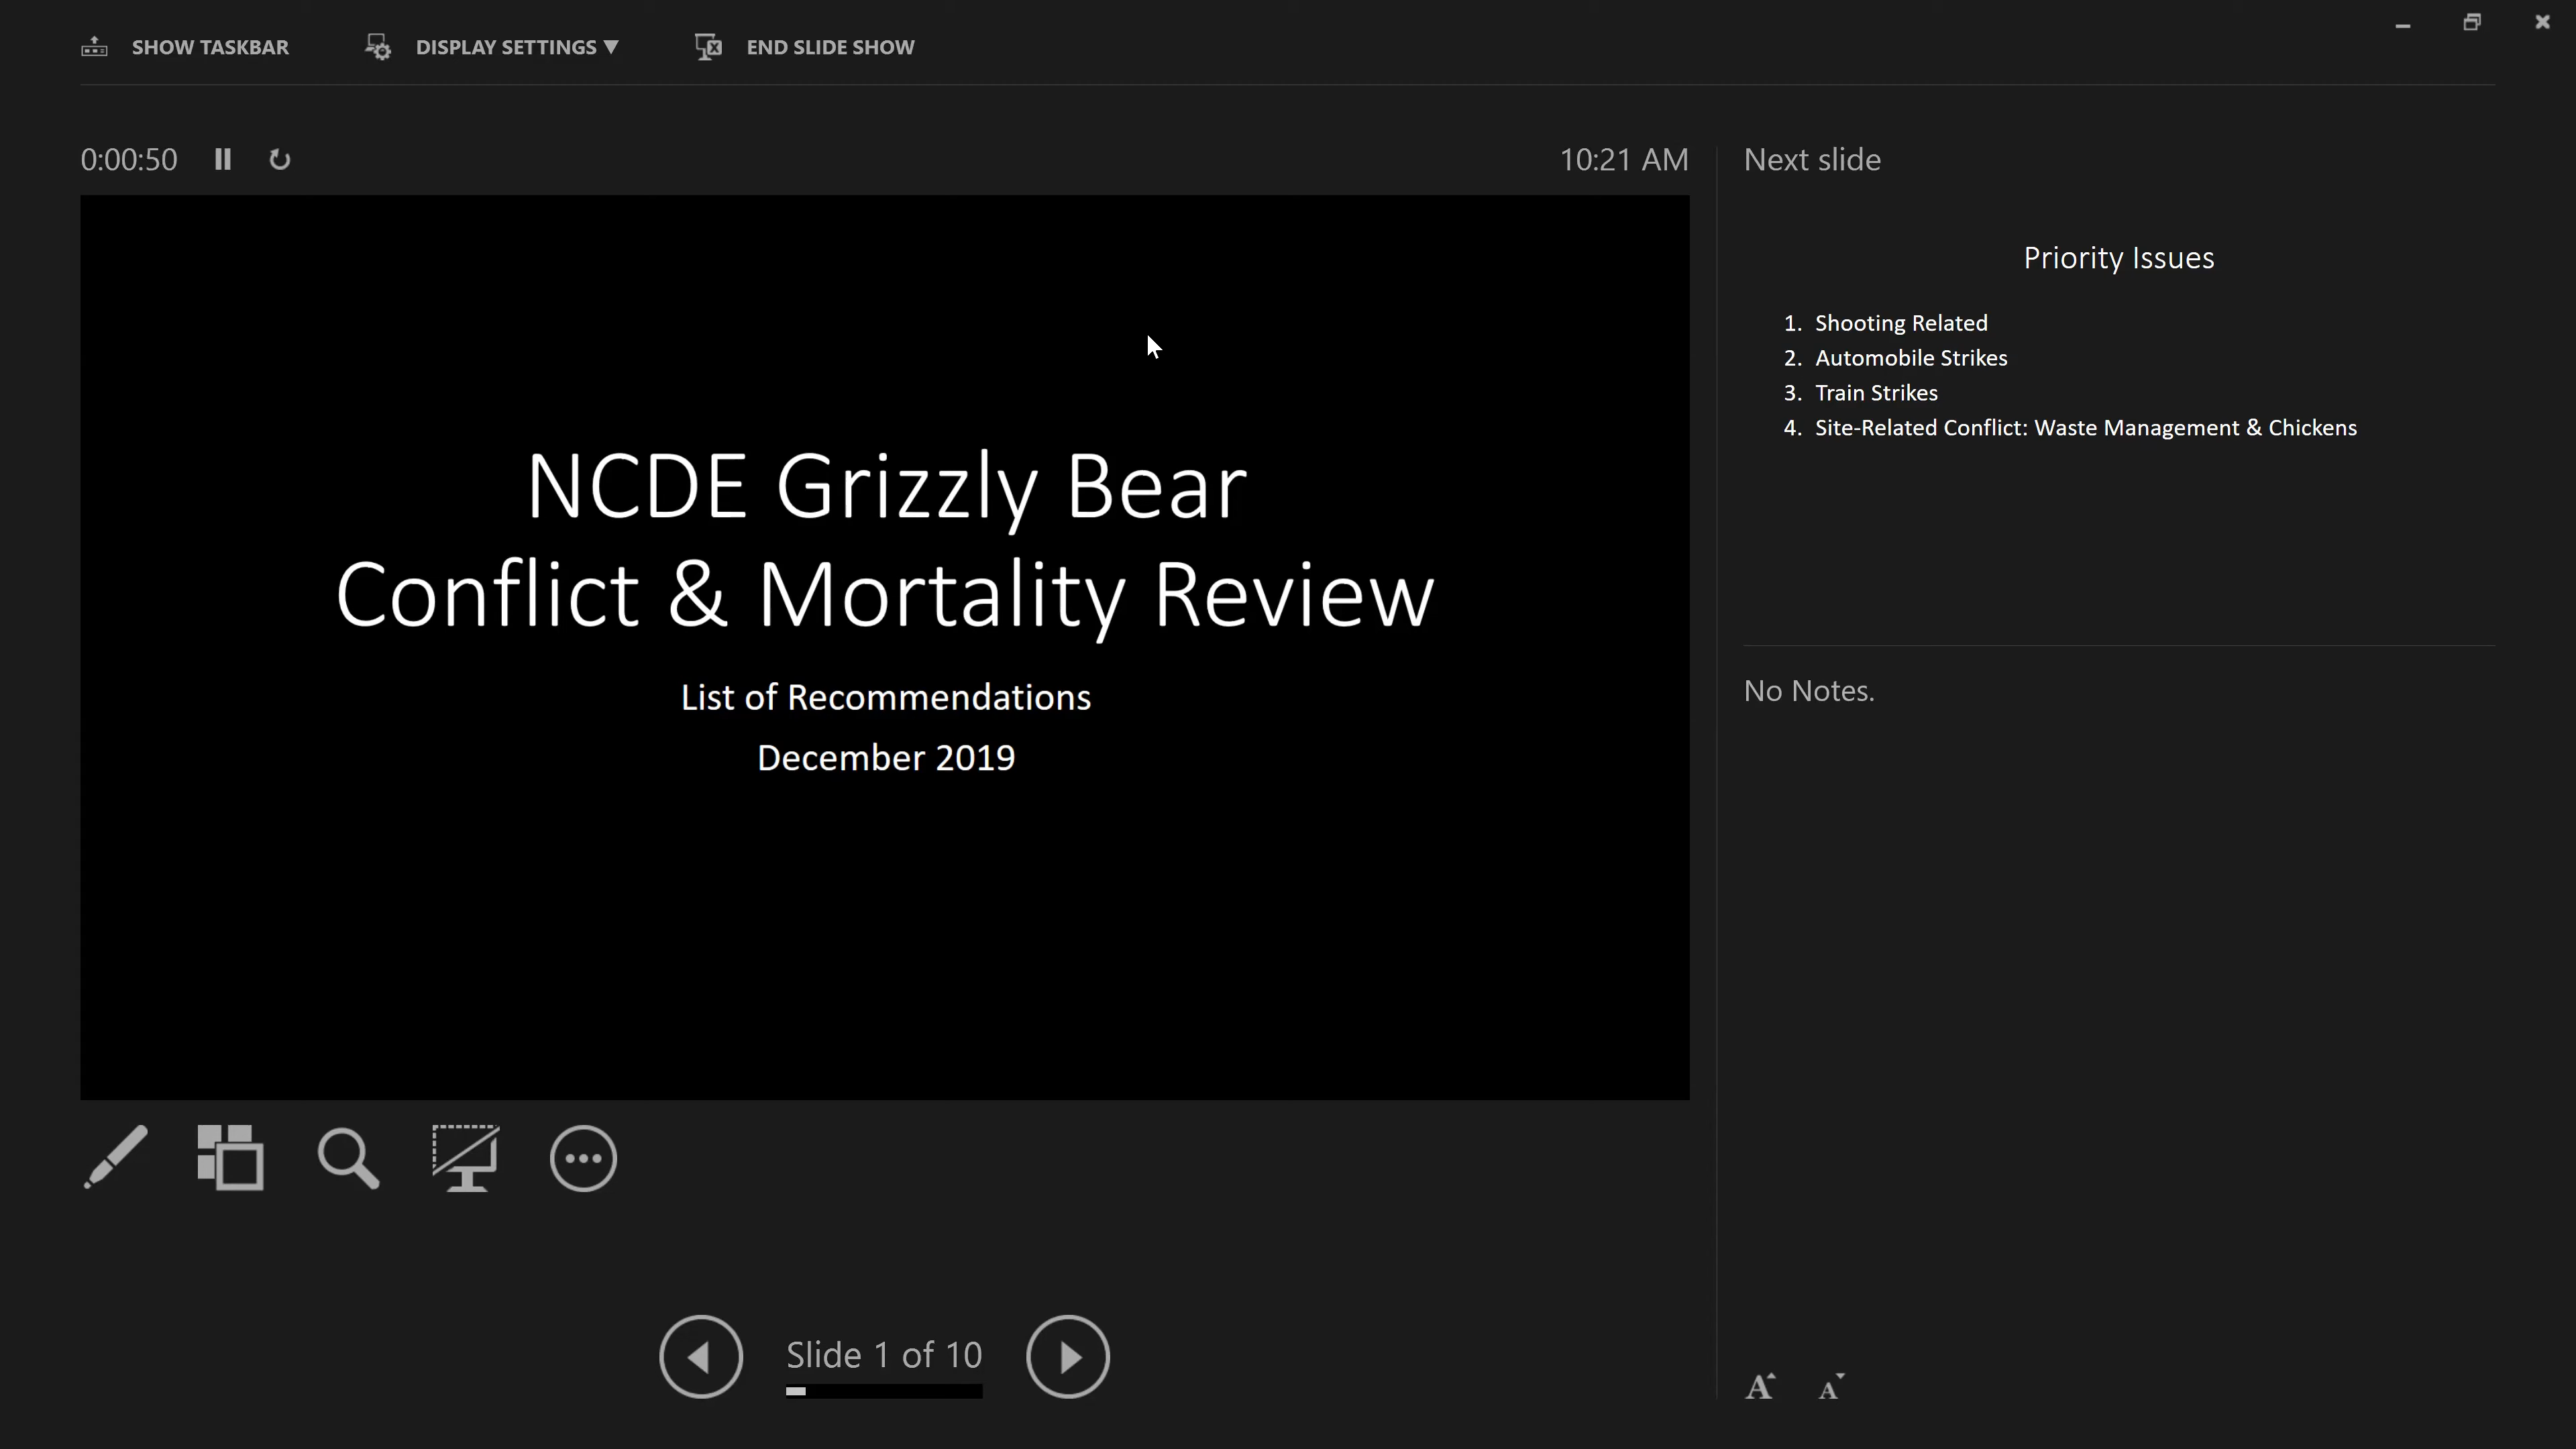 SHOW TASKBAR
DISPLAY SETTINGS ▼
END SLIDE SHOW
0:00:50
10:21 AM
NCDE Grizzly Bear
Conflict & Mortality Review
List of Recommendations
December 2019
Slide 1 of 10
Next slide
Priority Issues
1. Shooting Related
2. Automobile Strikes
3. Train Strikes
4. Site-Related Conflict: Waste Management & Chickens
No Notes.
A A